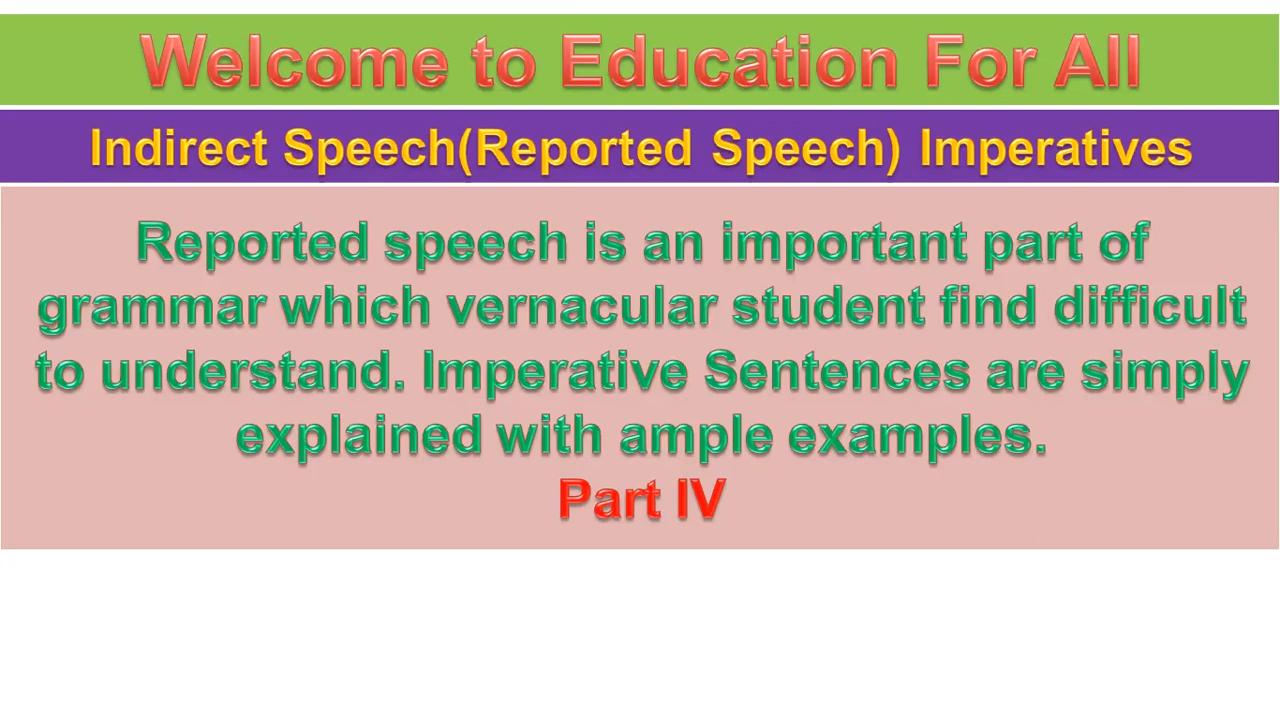 Welcome to Education For All
Indirect Speech(Reported Speech) Imperatives
Reported speech is an important part of
grammar which vernacular student find difficult
to understand. Imperative Sentences are simply
explained with ample examples.
Part IV